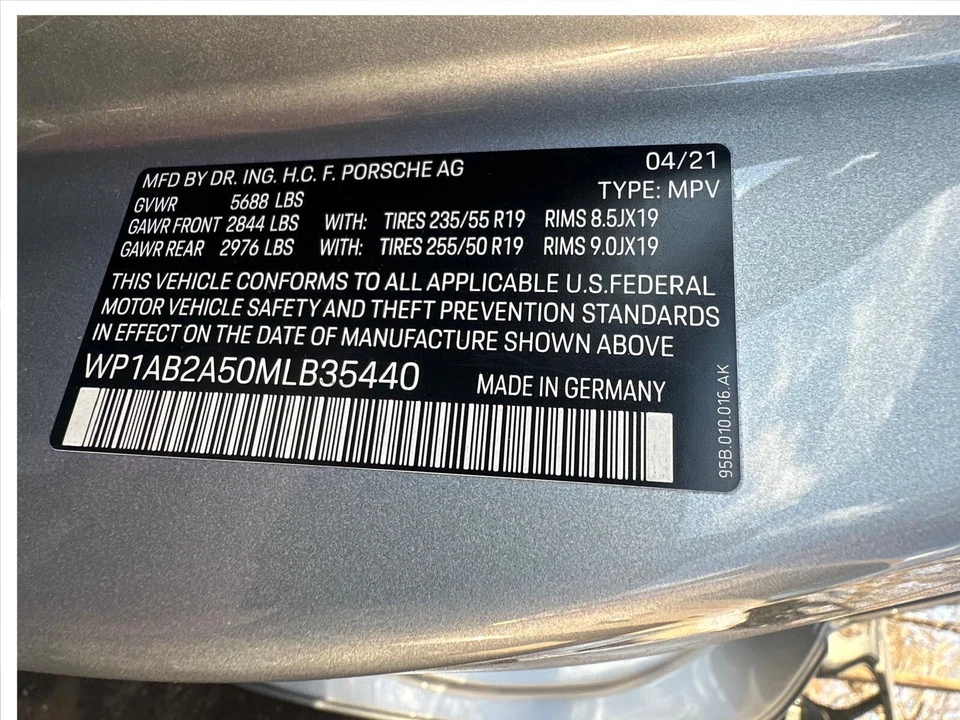 MFD BY DR. ING. H.C. F. PORSCHE AG 04/21
GVWR 5688 LBS TYPE: MPV
GAWR FRONT 2844 LBS WITH: TIRES 235/55 R19 RIMS 8.5JX19
GAWR REAR 2976 LBS WITH: TIRES 255/50 R19 RIMS 9.0JX19
THIS VEHICLE CONFORMS TO ALL APPLICABLE U.S.FEDERAL
MOTOR VEHICLE SAFETY AND THEFT PREVENTION STANDARDS
IN EFFECT ON THE DATE OF MANUFACTURE SHOWN ABOVE
WP1AB2A50MLB35440 MADE IN GERMANY
95B.010.016.AK